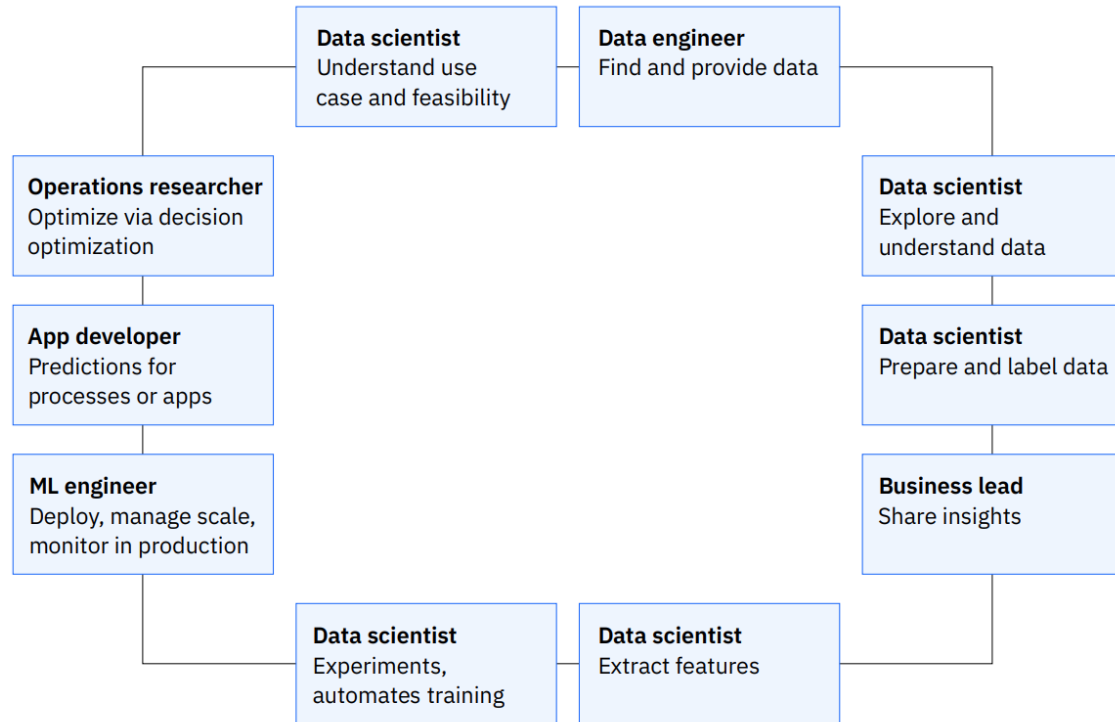 Data scientist
Understand use
case and feasibility
Data engineer
Find and provide data
Operations researcher
Optimize via decision
optimization
Data scientist
Explore and
understand data
App developer
Predictions for
processes or apps
Data scientist
Prepare and label data
ML engineer
Deploy, manage scale,
monitor in production
Business lead
Share insights
Data scientist
Experiments,
automates training
Data scientist
Extract features